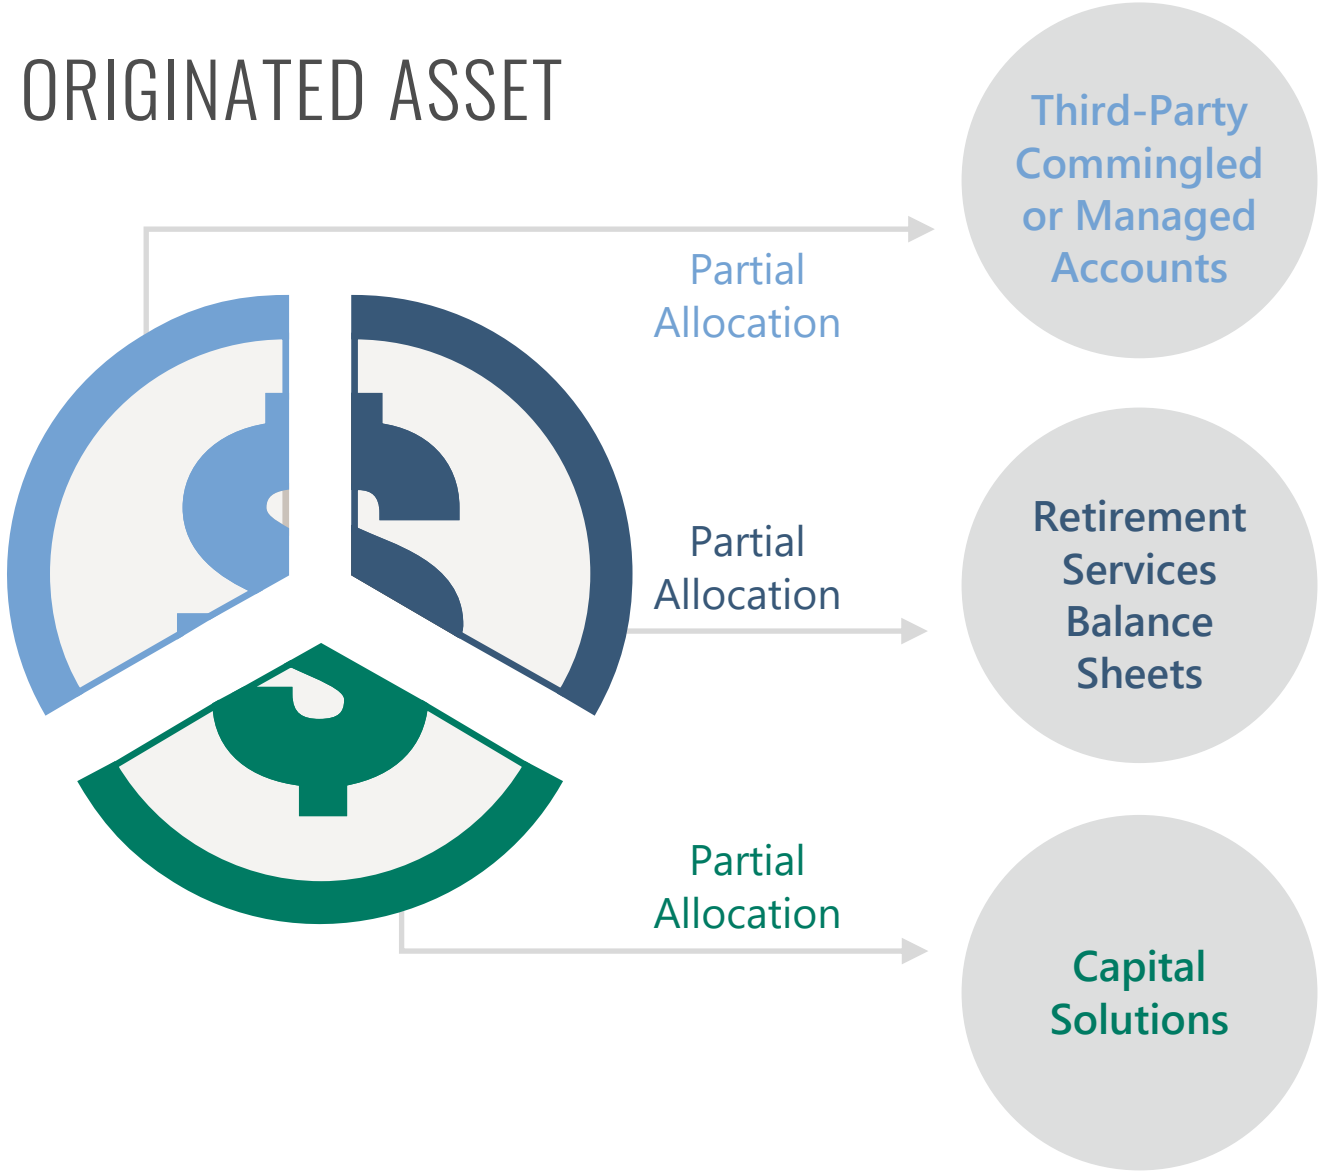 ORIGINATED ASSET
Third-Party
Commingled
or Managed
Accounts
Partial
Allocation
Retirement
Services
Balance
Sheets
Partial
Allocation
Capital
Solutions
Partial
Allocation